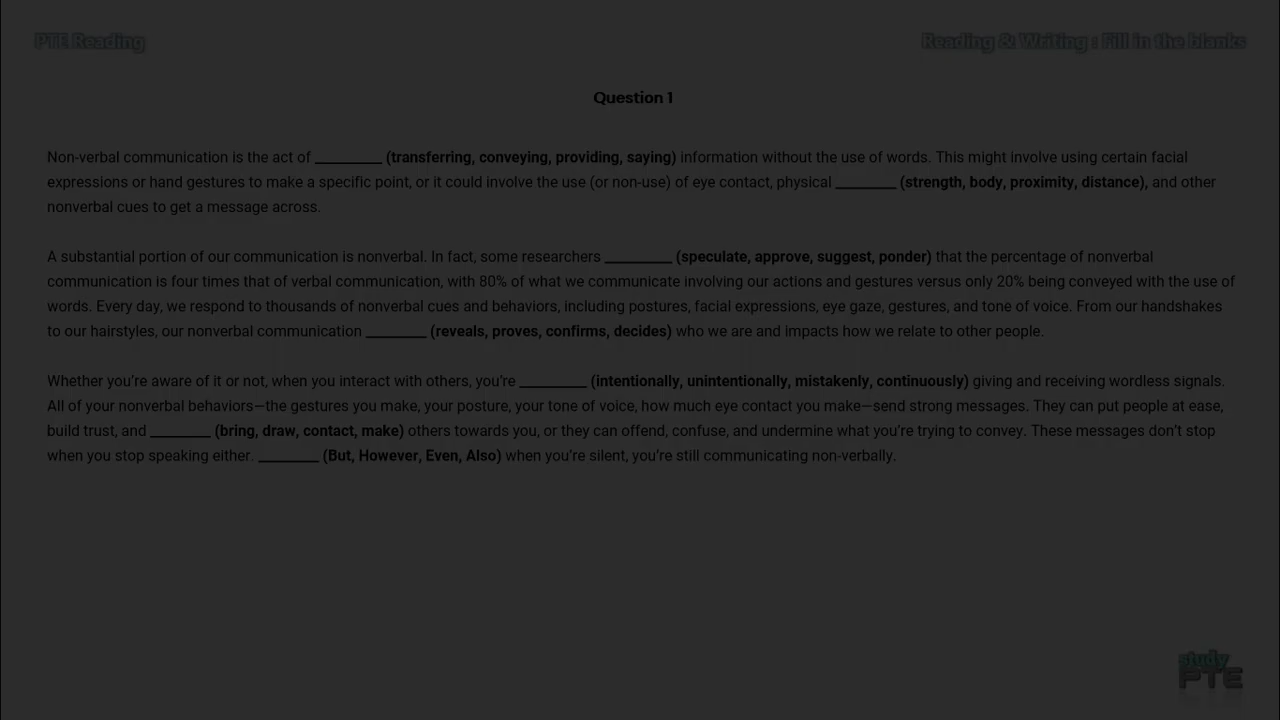 PTE Reading
Reading & Writing : Fill in the blanks
Question 1
Non-verbal communication is the act of ________ (transferring, conveying, providing, saying) information without the use of words. This might involve using certain facial
expressions or hand gestures to make a specific point, or it could involve the use (or non-use) of eye contact, physical _______ (strength, body, proximity, distance), and other
nonverbal cues to get a message across.
A substantial portion of our communication is nonverbal. In fact, some researchers ________ (speculate, approve, suggest, ponder) that the percentage of nonverbal
communication is four times that of verbal communication, with 80% of what we communicate involving our actions and gestures versus only 20% being conveyed with the use of
words. Every day, we respond to thousands of nonverbal cues and behaviors, including postures, facial expressions, eye gaze, gestures, and tone of voice. From our handshakes
to our hairstyles, our nonverbal communication _______ (reveals, proves, confirms, decides) who we are and impacts how we relate to other people.
Whether you’re aware of it or not, when you interact with others, you’re ________ (intentionally, unintentionally, mistakenly, continuously) giving and receiving wordless signals.
All of your nonverbal behaviors—the gestures you make, your posture, your tone of voice, how much eye contact you make—send strong messages. They can put people at ease,
build trust, and _______ (bring, draw, contact, make) others towards you, or they can offend, confuse, and undermine what you’re trying to convey. These messages don’t stop
when you stop speaking either. _______ (But, However, Even, Also) when you’re silent, you’re still communicating non-verbally.
study
PTE